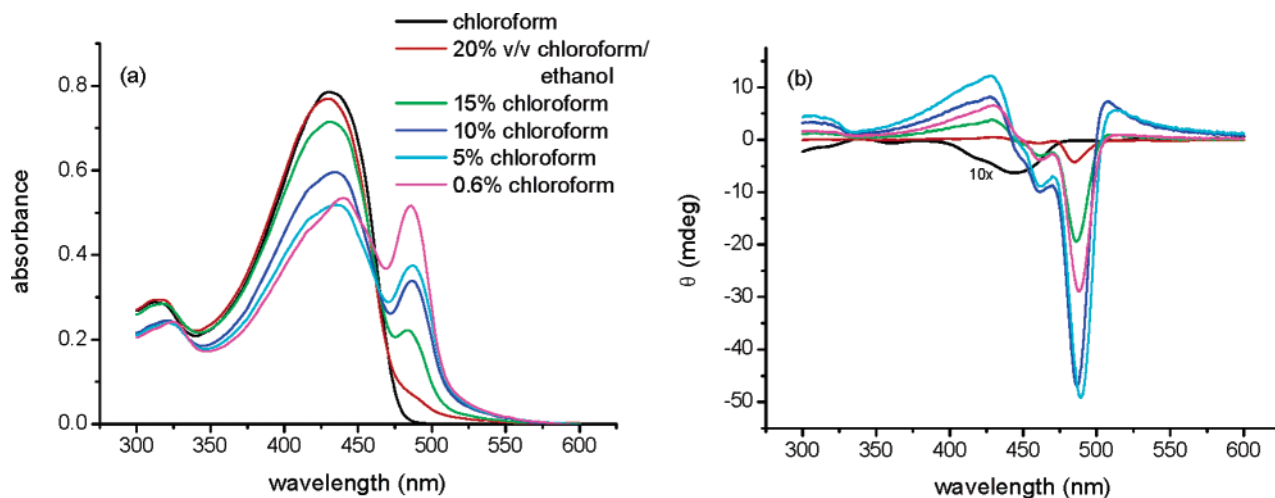 (a)
chloroform
20% v/v chloroform/
ethanol
15% chloroform
10% chloroform
5% chloroform
0.6% chloroform
absorbance
0.8
0.6
0.4
0.2
0.0
300 350 400 450 500 550 600
wavelength (nm)
(b)
θ (mdeg)
10
0
-10
-20
-30
-40
-50
10x
300 350 400 450 500 550 600
wavelength (nm)